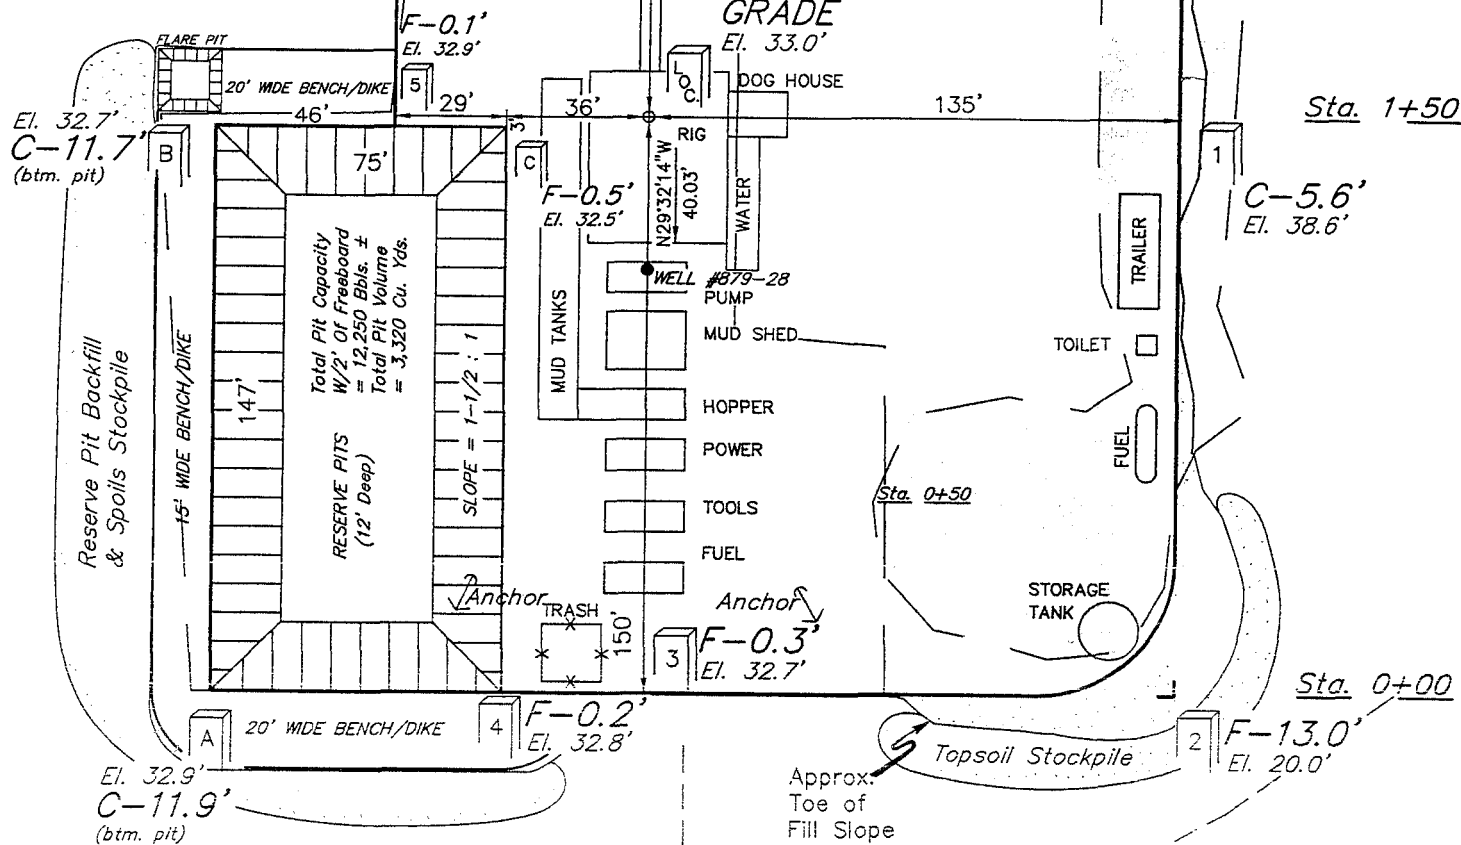 GRADE
El. 33.0'
F-0.1'
El. 32.9'
5
FLARE PIT
20' WIDE BENCH/DIKE
LOC.
DOG HOUSE
46'
29'
3'
36'
135'
Sta. 1+50
El. 32.7'
C-11.7'
(btm. pit)
B
75'
C
RIG
1
F-0.5'
El. 32.5'
N29°32'14"W
40.03'
WATER
C-5.6'
El. 38.6'
TRAILER
Total Pit Capacity
W/2' Of Freeboard
= 12,250 Bbls. ±
Total Pit Volume
= 3,320 Cu. Yds.
WELL #879-28
PUMP
MUD TANKS
MUD SHED
TOILET
Reserve Pit Backfill
& Spoils Stockpile
15' WIDE BENCH/DIKE
147'
SLOPE = 1-1/2 : 1
RESERVE PITS
(12' Deep)
HOPPER
POWER
FUEL
Sta. 0+50
TOOLS
FUEL
Anchor
TRASH
150'
Anchor
STORAGE
TANK
3
F-0.3'
El. 32.7'
Sta. 0+00
A
20' WIDE BENCH/DIKE
4
F-0.2'
El. 32.8'
2
F-13.0'
El. 20.0'
Topsoil Stockpile
El. 32.9'
C-11.9'
(btm. pit)
Approx.
Toe of
Fill Slope